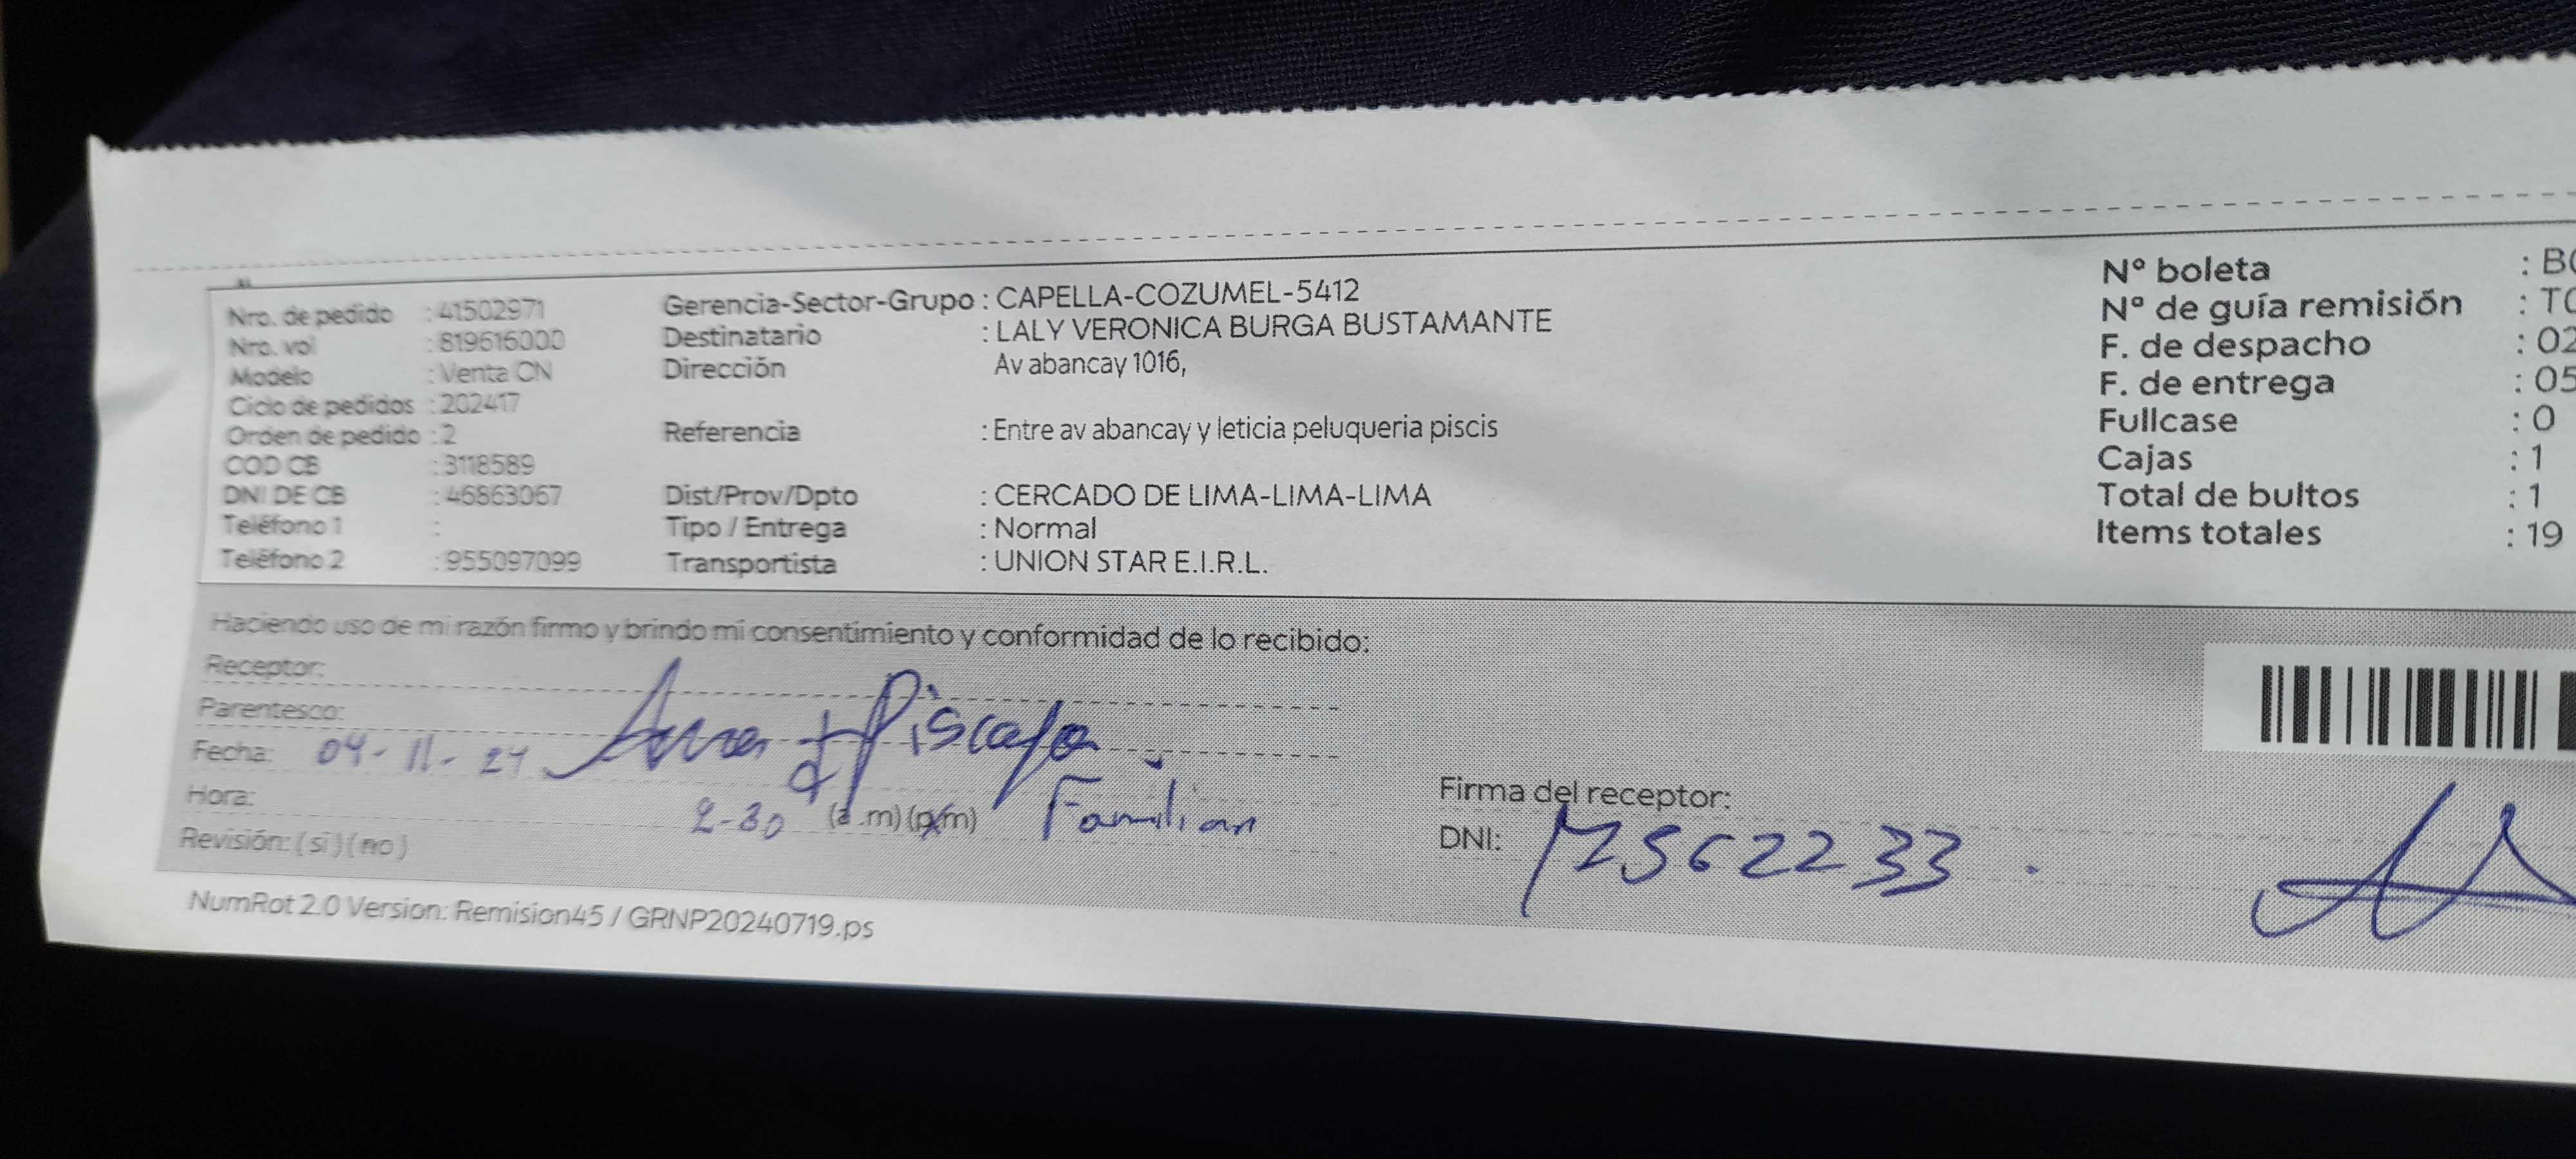 Nro. de pedido : 41502971
Nro. vol : 819616000
Modelo : Venta CN
Ciclo de pedidos : 202417
Orden de pedido : 2
COD CB : 3118589
DNI DE CB : 46863067
Teléfono 1 :
Teléfono 2 : 955097099
Gerencia-Sector-Grupo : CAPELLA-COZUMEL-5412
Destinatario : LALY VERONICA BURGA BUSTAMANTE
Dirección Av abancay 1016,
Referencia : Entre av abancay y leticia peluqueria piscis
Dist/Prov/Dpto : CERCADO DE LIMA-LIMA-LIMA
Tipo / Entrega : Normal
Transportista : UNION STAR E.I.R.L.
Nº boleta : B0
Nº de guía remisión : T0
F. de despacho : 02
F. de entrega : 05
Fullcase : 0
Cajas : 1
Total de bultos : 1
Items totales : 19
Haciendo uso de mi razón firmo y brindo mi consentimiento y conformidad de lo recibido:
Receptor:
Parentesco:
Fecha: 04-11-24
Hora: 2-30 (a .m) (p.m) Familiar
Revisión: ( si ) ( no )
Firma del receptor:
DNI:
NumRot 2.0 Version: Remision45 / GRNP20240719.ps